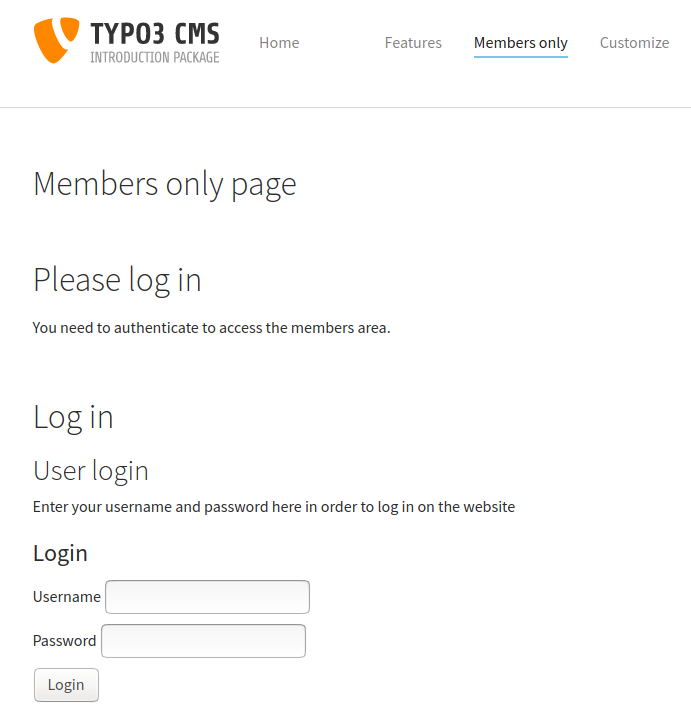 TYPO3 CMS
INTRODUCTION PACKAGE
Home Features Members only Customize
Members only page
Please log in
You need to authenticate to access the members area.
Log in
User login
Enter your username and password here in order to log in on the website
Login
Username
Password
Login